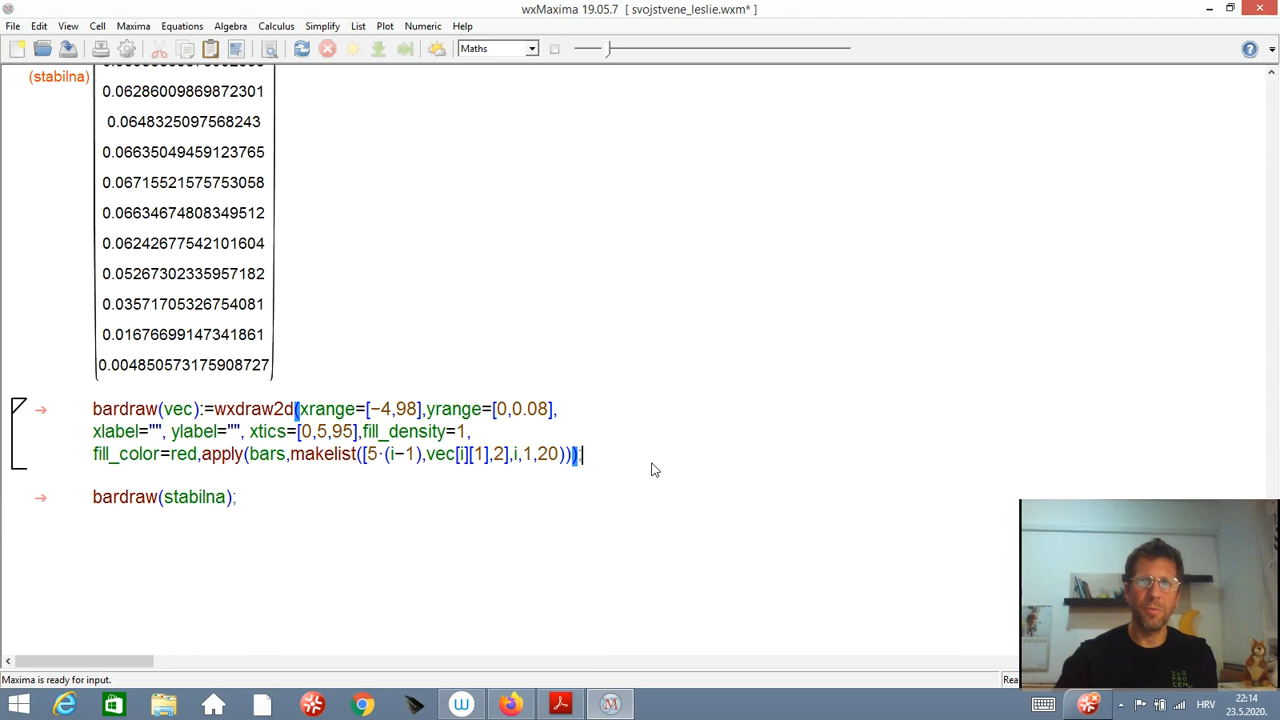 wxMaxima 19.05.7 [ svojstvene_leslie.wxm* ]
File Edit View Cell Maxima Equations Algebra Calculus Simplify List Plot Numeric Help
Maths
(stabilna)
0.06286009869872301
0.0648325097568243
0.06635049459123765
0.06715521575753058
0.06634674808349512
0.06242677542101604
0.05267302335957182
0.03571705326754081
0.01676699147341861
0.004850573175908727
bardraw(vec):=wxdraw2d(xrange=[−4,98],yrange=[0,0.08],
xlabel="", ylabel="", xtics=[0,5,95],fill_density=1,
fill_color=red,apply(bars,makelist([5·(i−1),vec[i][1],2],i,1,20)));
bardraw(stabilna);
Maxima is ready for input.
Rea
HRV
22:14
23.5.2020.